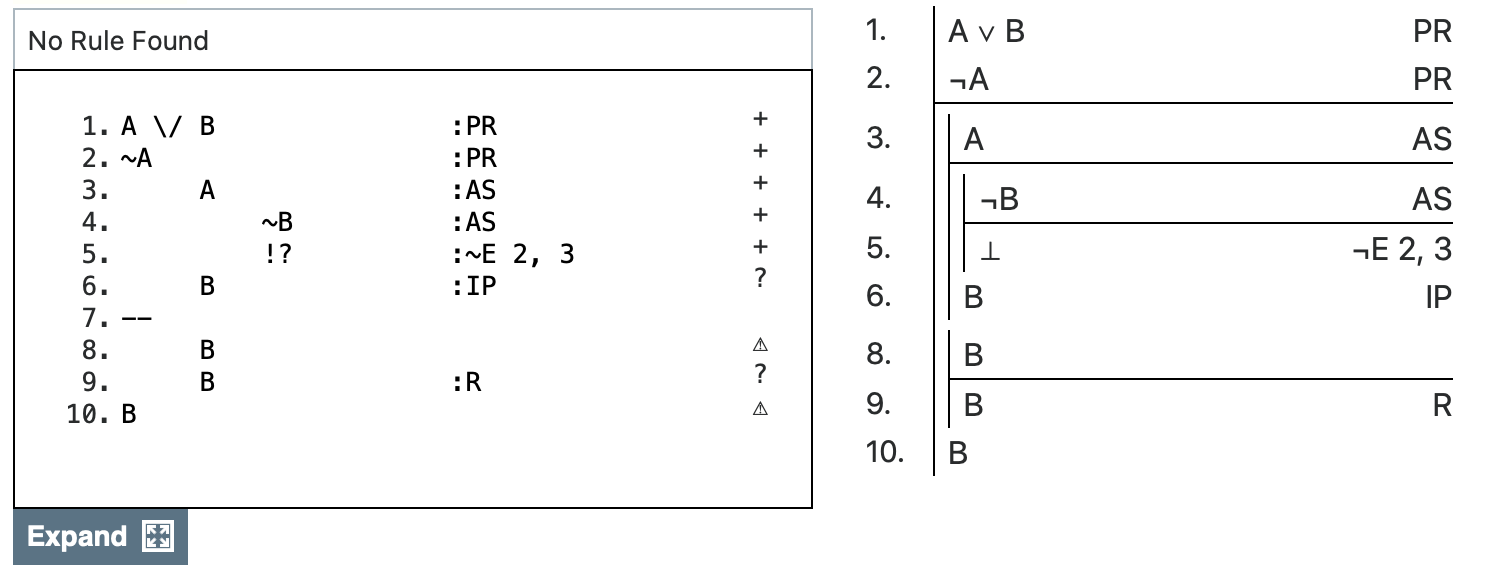 No Rule Found
1. A \/ B :PR +
2. ~A :PR +
3. A :AS +
4. ~B :AS +
5. !? :~E 2, 3 +
6. B :IP ?
7. --
8. B ⚠
9. B :R ?
10. B ⚠
Expand
1. A ∨ B PR
2. ¬A PR
3. A AS
4. ¬B AS
5. ⊥ ¬E 2, 3
6. B IP
8. B
9. B R
10. B